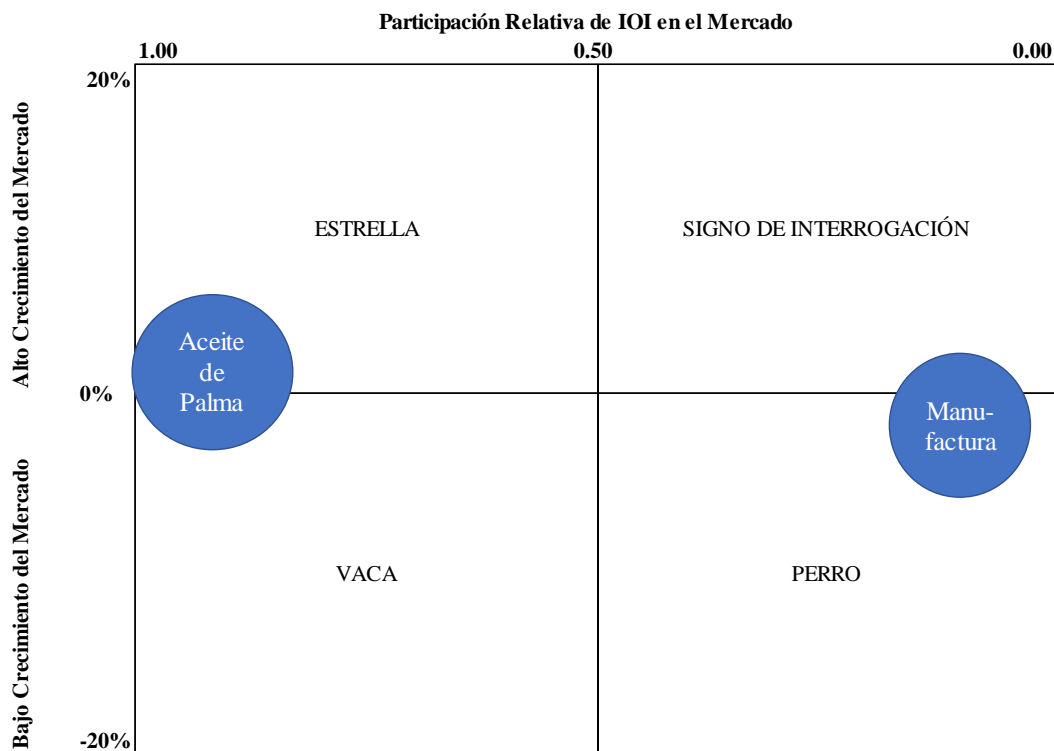 Participación Relativa de IOI en el Mercado
1.00
0.50
0.00
20%
Alto Crecimiento del Mercado
ESTRELLA
SIGNO DE INTERROGACIÓN
Aceite
de
Palma
0%
Manu-
factura
Bajo Crecimiento del Mercado
VACA
PERRO
-20%